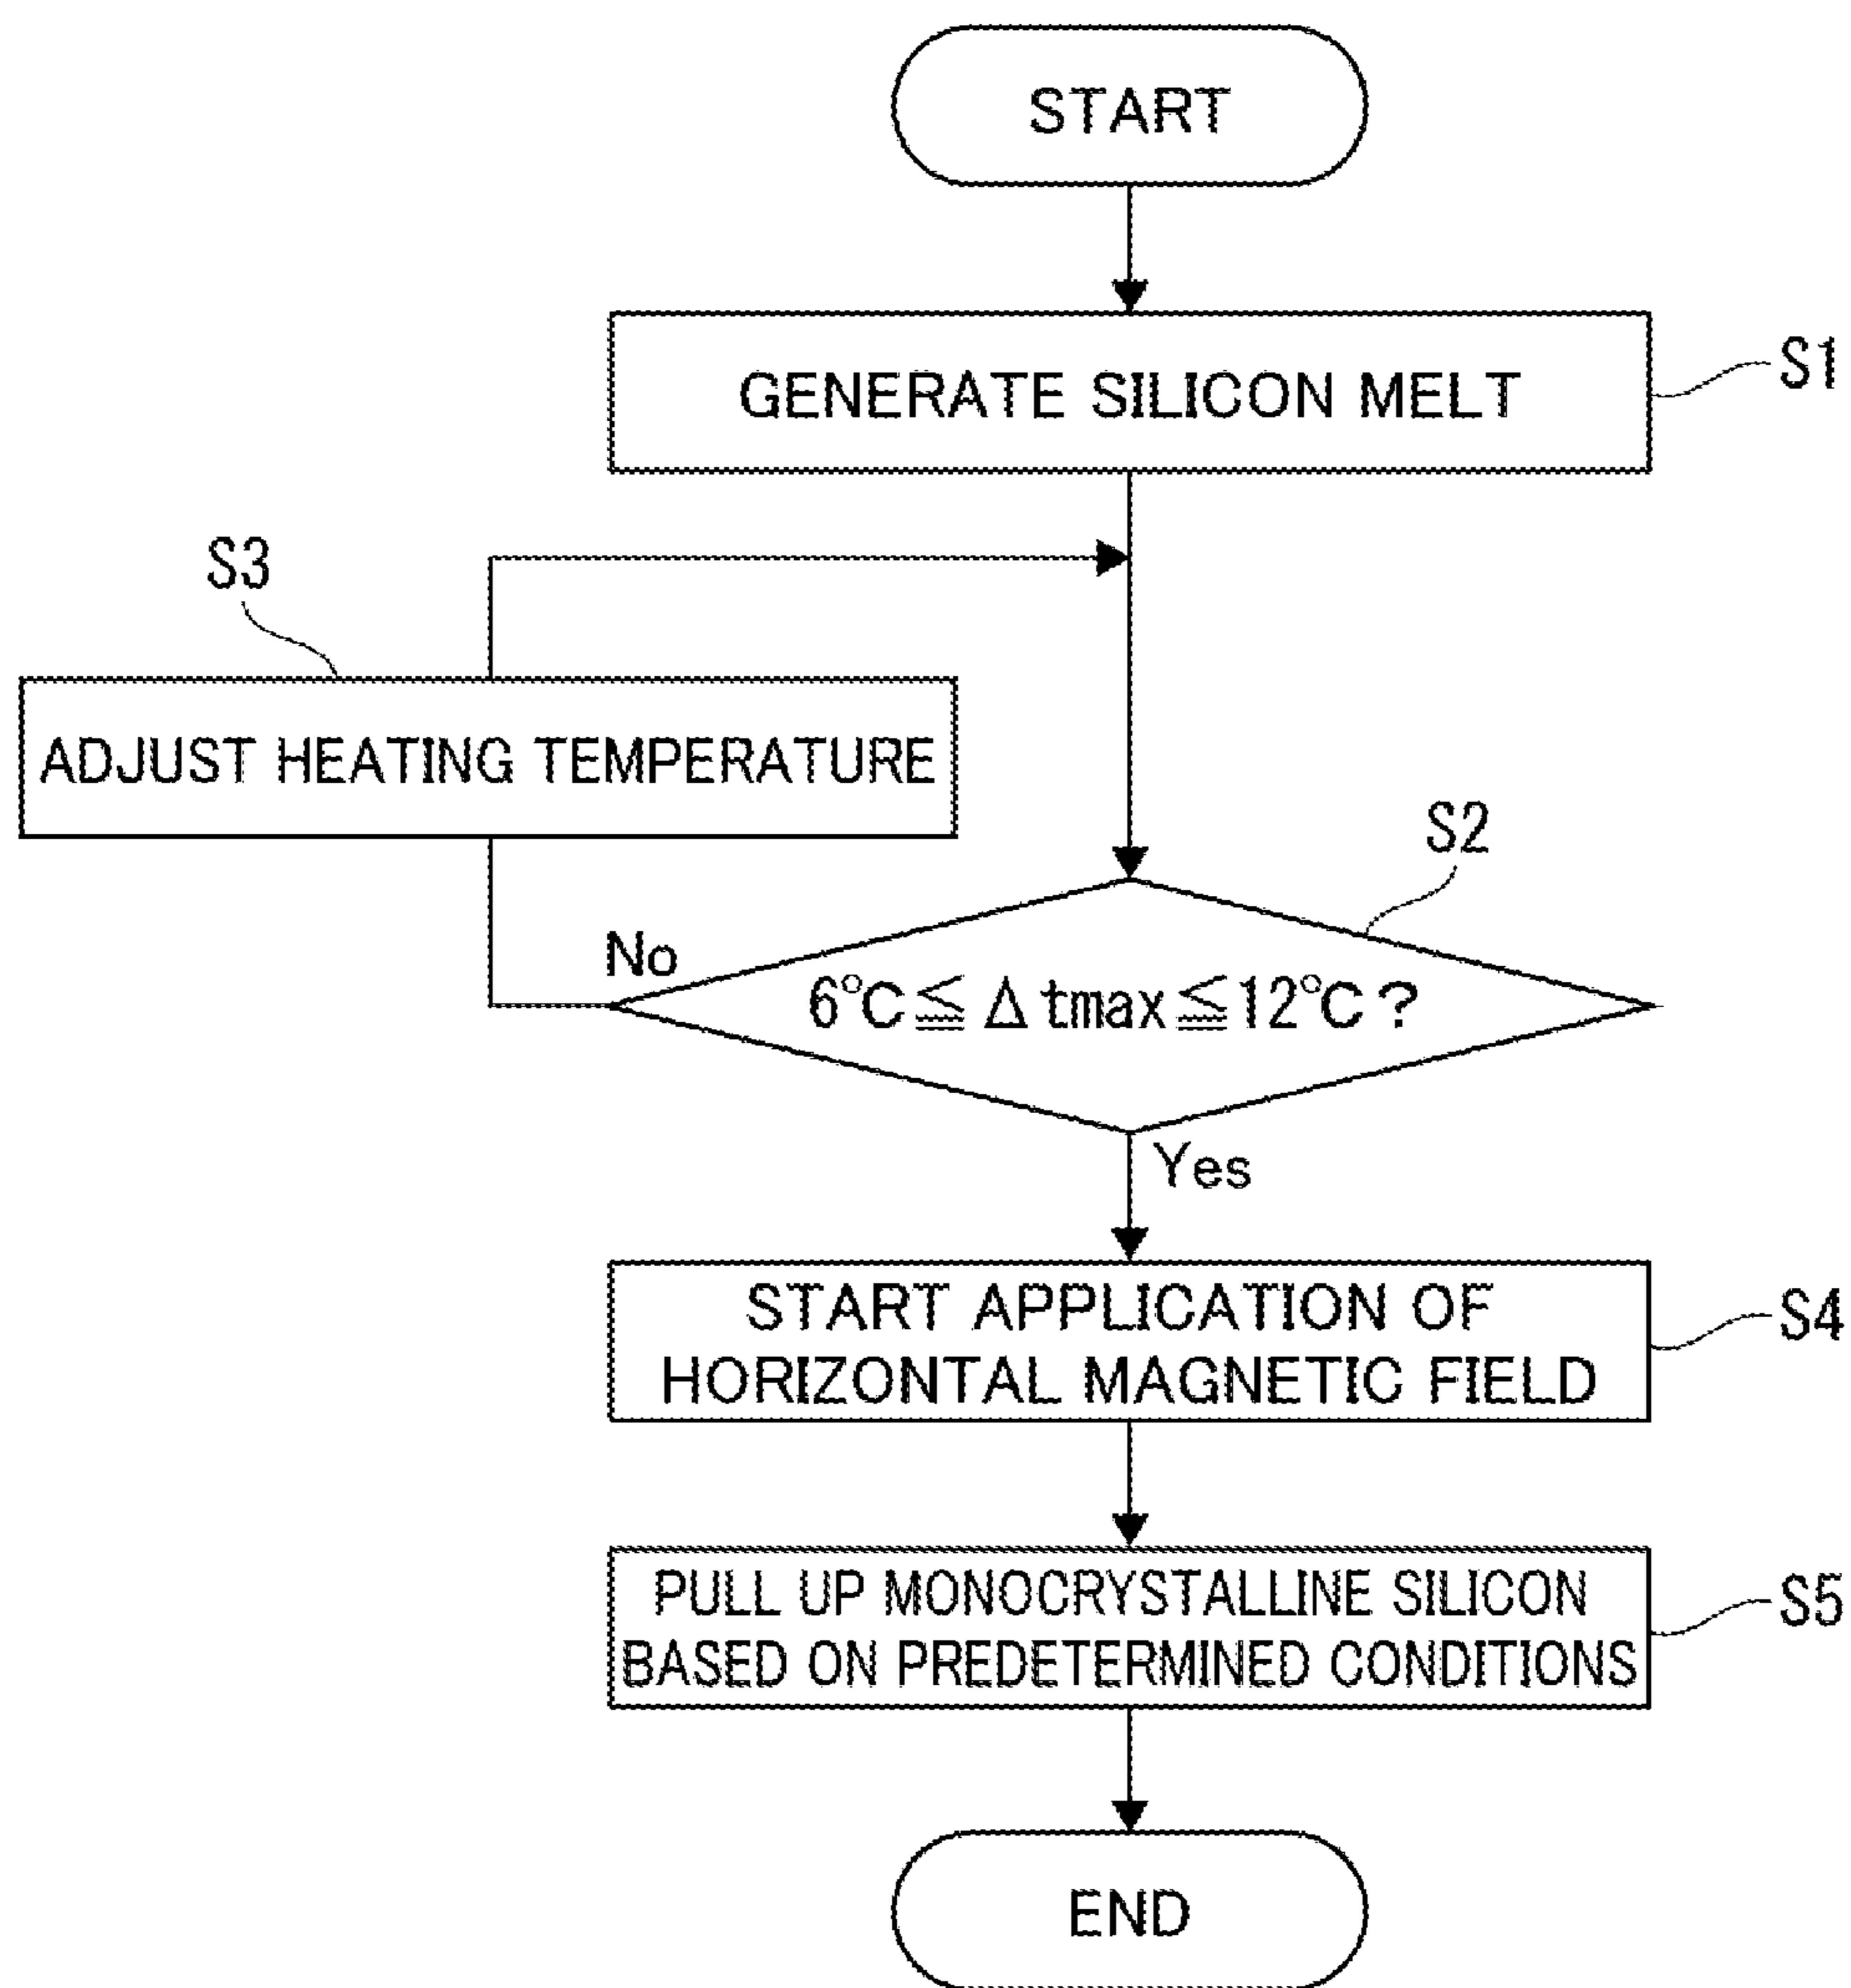 START
GENERATE SILICON MELT
S1
S3
ADJUST HEATING TEMPERATURE
S2
No
6℃≦Δtmax≦12℃?
Yes
START APPLICATION OF
HORIZONTAL MAGNETIC FIELD
S4
PULL UP MONOCRYSTALLINE SILICON
BASED ON PREDETERMINED CONDITIONS
S5
END